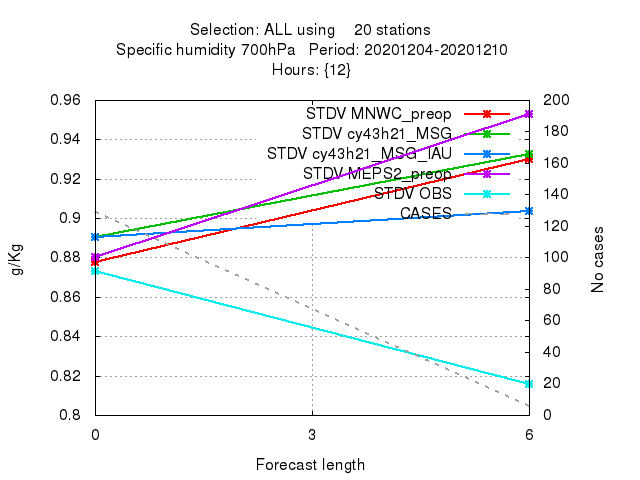 Selection: ALL using 20 stations
Specific humidity 700hPa Period: 20201204-20201210
Hours: {12}
0.96
0.94
0.92
0.9
0.88
0.86
0.84
0.82
0.8
g/Kg
STDV MNWC_preop
STDV cy43h21_MSG
STDV cy43h21_MSG_IAU
STDV MEPS2_preop
STDV OBS
CASES
200
180
160
140
120
100
80
60
40
20
0
No cases
0 3 6
Forecast length